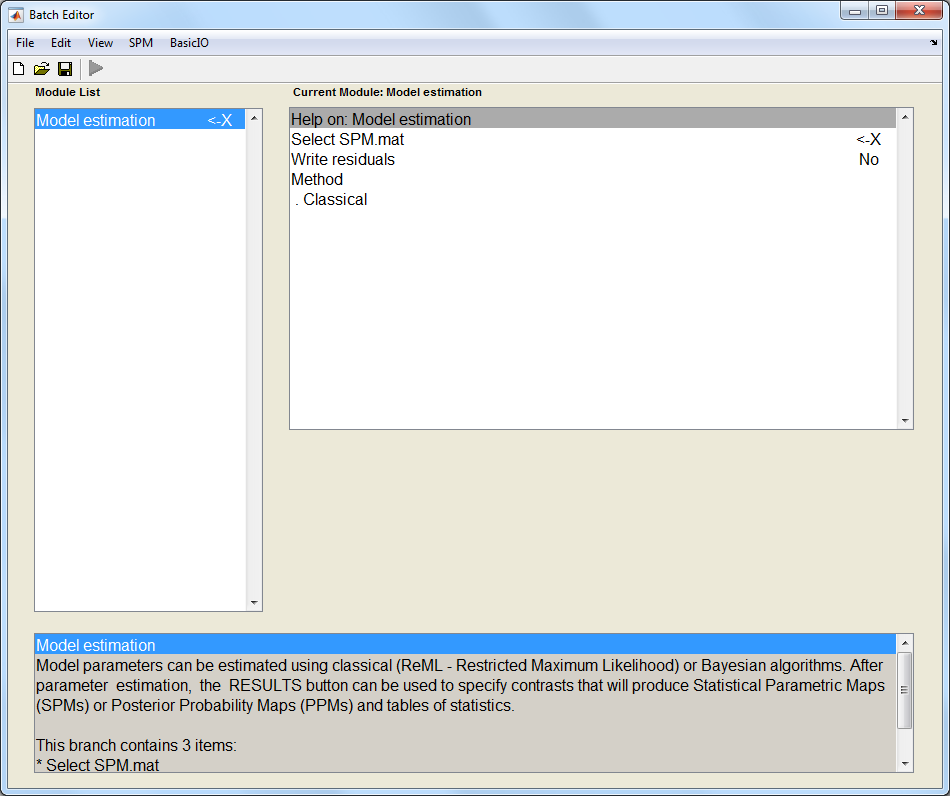 Batch Editor
File Edit View SPM BasicIO
Module List
Current Module: Model estimation
Model estimation <-X
Help on: Model estimation
Select SPM.mat <-X
Write residuals No
Method
. Classical
Model estimation
Model parameters can be estimated using classical (ReML - Restricted Maximum Likelihood) or Bayesian algorithms. After
parameter estimation, the RESULTS button can be used to specify contrasts that will produce Statistical Parametric Maps
(SPMs) or Posterior Probability Maps (PPMs) and tables of statistics.
This branch contains 3 items:
* Select SPM.mat